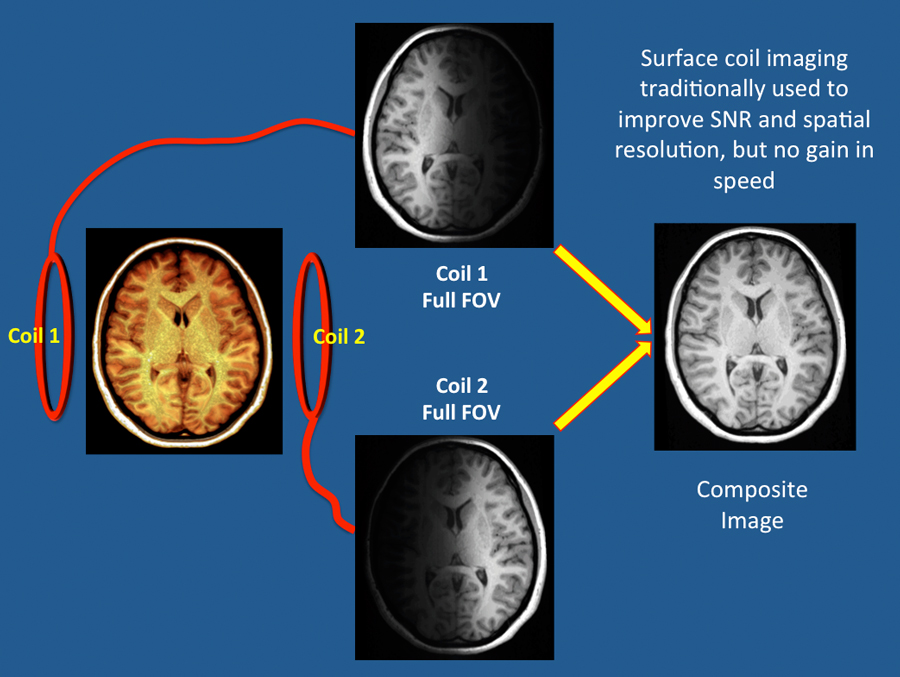 Surface coil imaging
traditionally used to
improve SNR and spatial
resolution, but no gain in
speed
Coil 1
Full FOV
Coil 1
Coil 2
Coil 2
Full FOV
Composite
Image